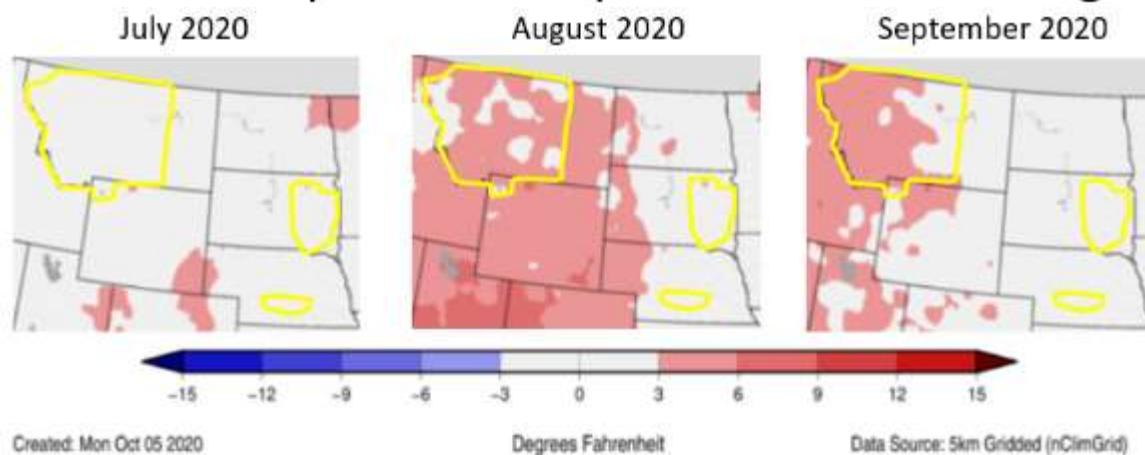 July 2020
August 2020
September 2020
-15 -12 -9 -6 -3 0 3 6 9 12 15
Created: Mon Oct 05 2020
Degrees Fahrenheit
Data Source: 5km Gridded (nClimGrid)